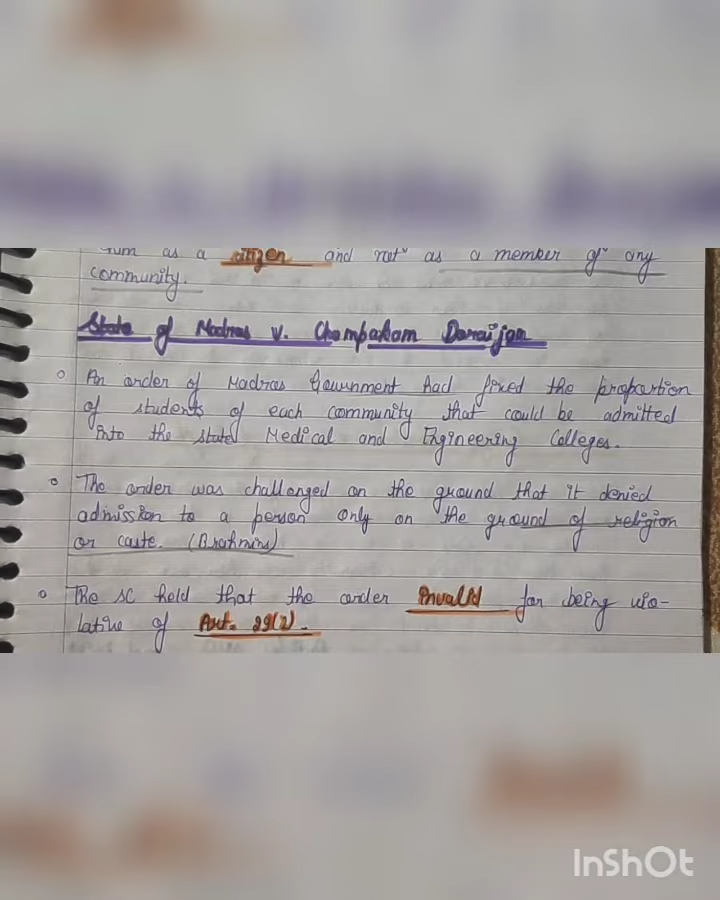 as a citizen and not as a member of any
community.
State of Madras v. Champakam Doraijan
An order of Madras Government had fixed the proportion
of students of each community that could be admitted
into the state Medical and Engineering Colleges.
The order was challenged on the ground that it denied
admission to a person only on the ground of religion
or caste. (Brahmins)
The SC held that the order Invalid for being vio-
lative of Art. 29(2).
InShOt